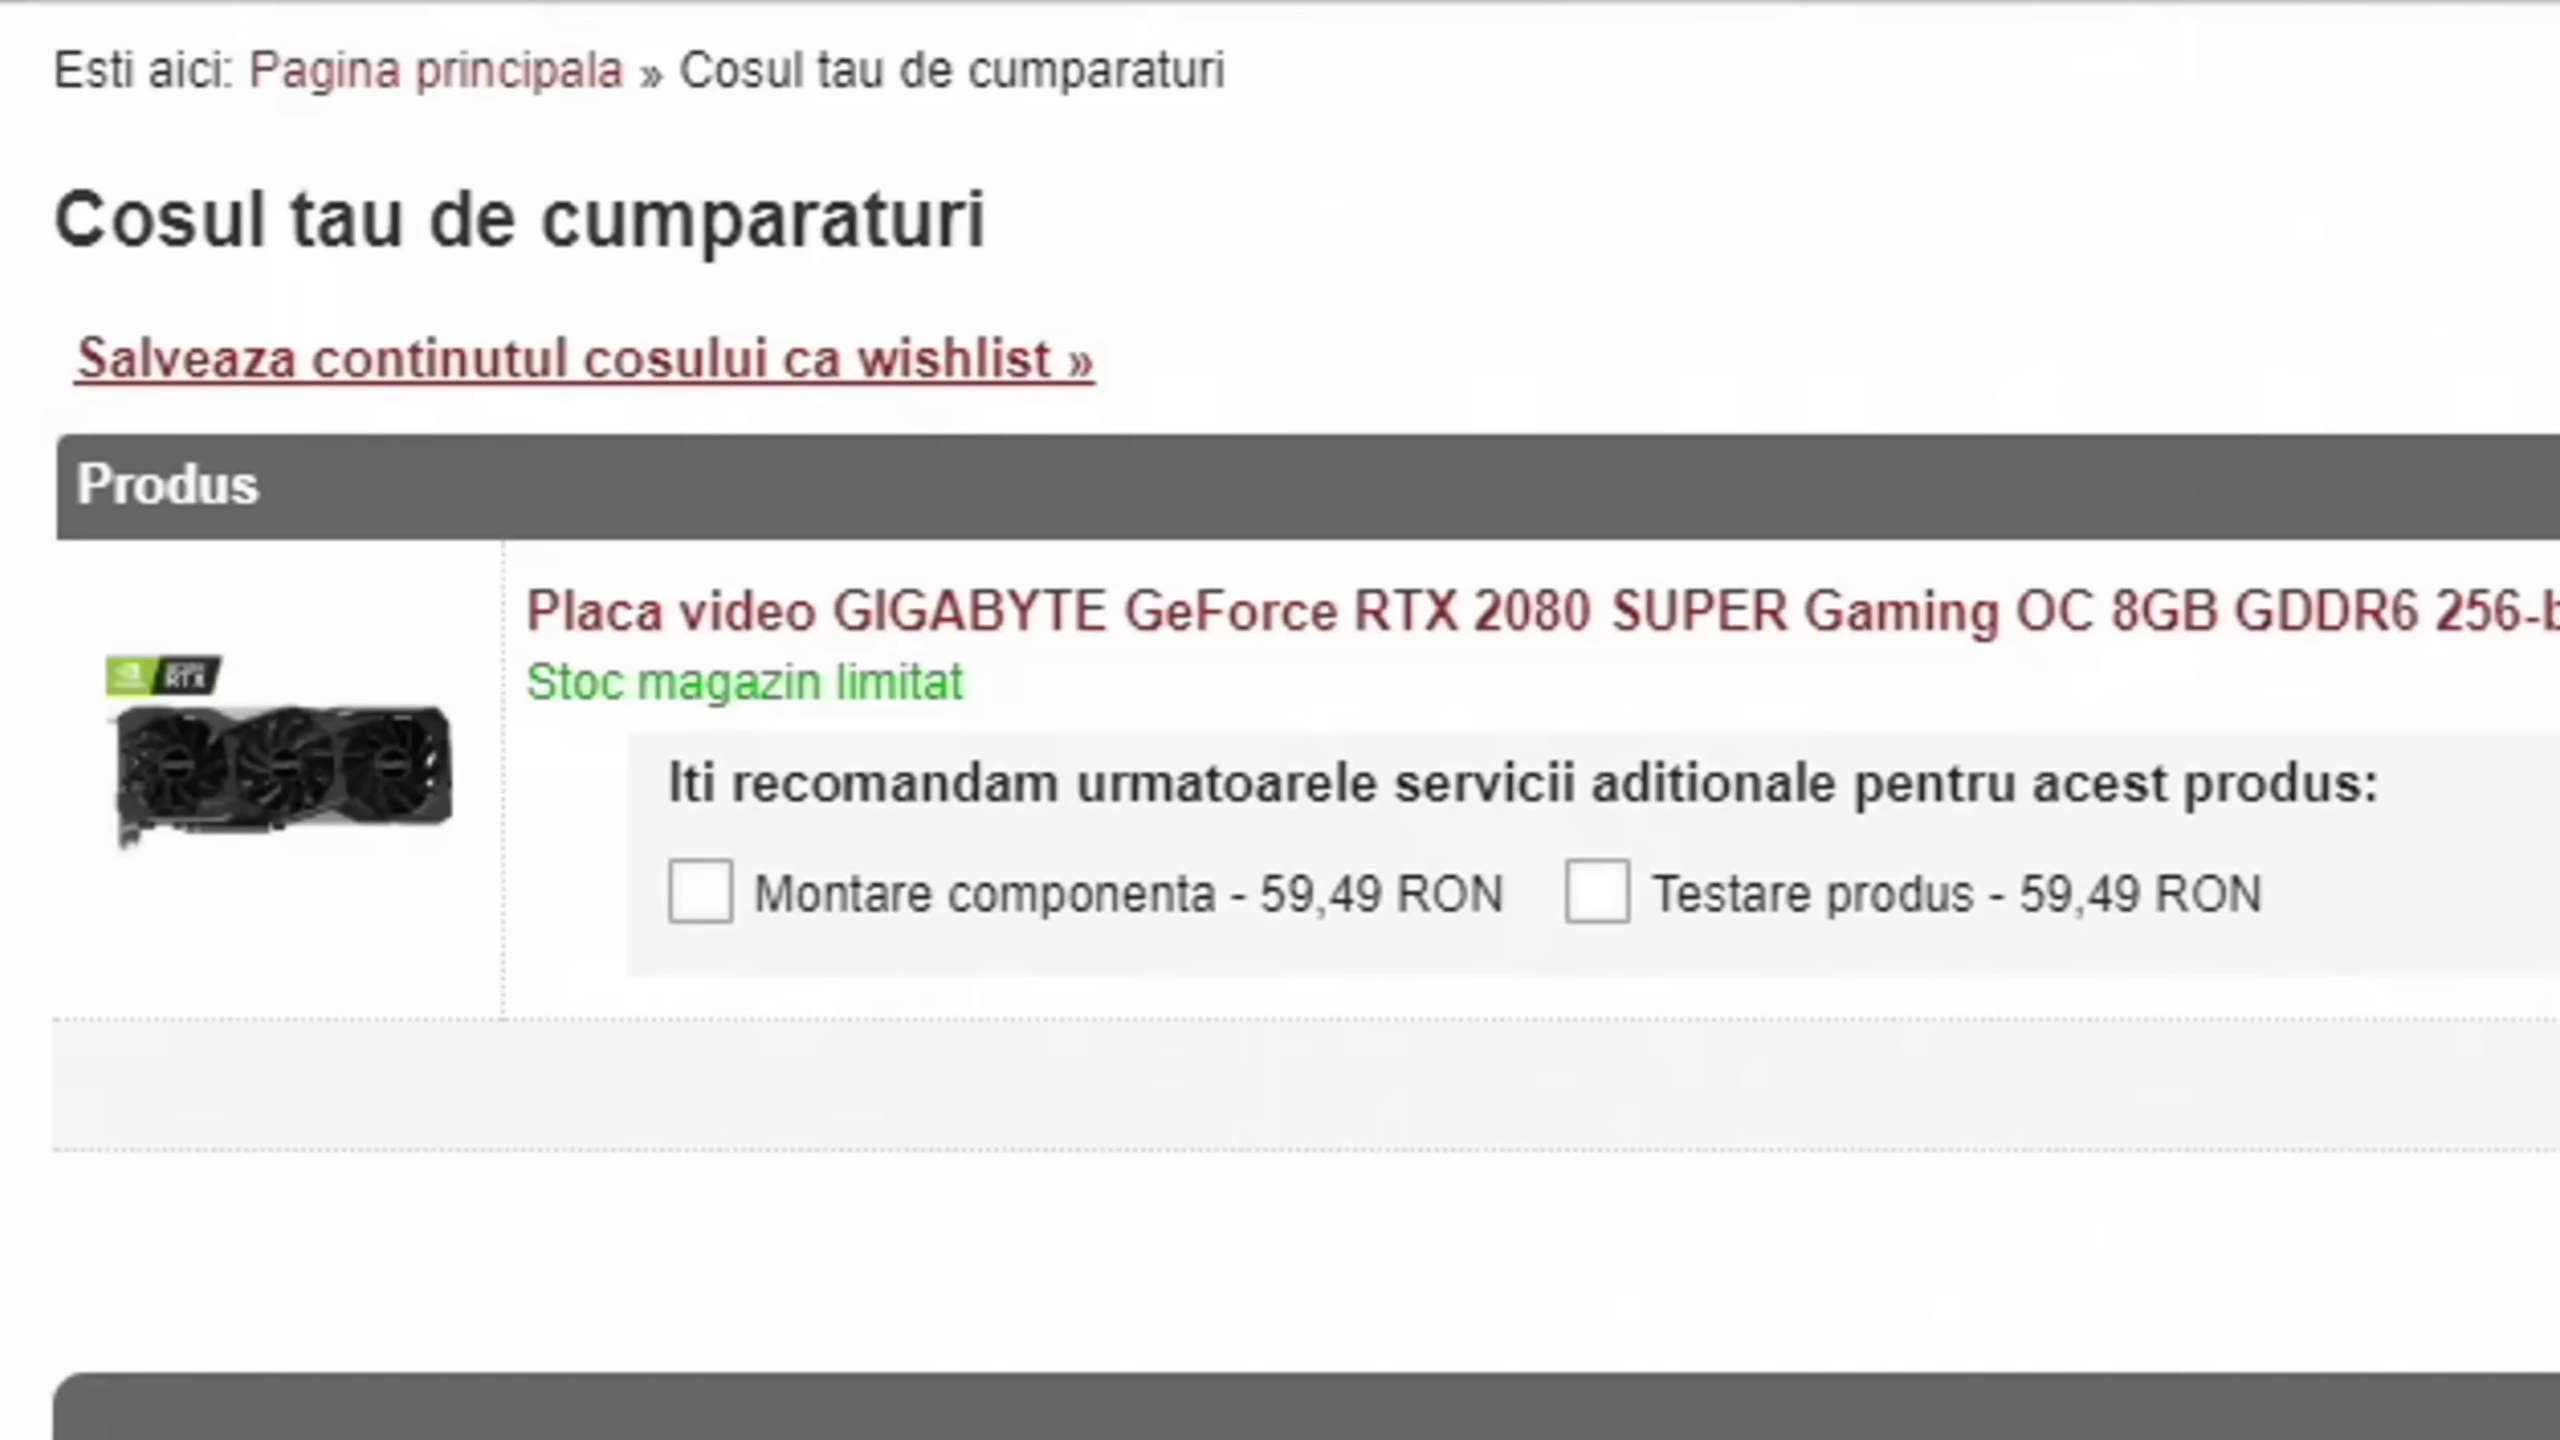 Esti aici: Pagina principala » Cosul tau de cumparaturi
Cosul tau de cumparaturi
Salveaza continutul cosului ca wishlist »
Produs
Placa video GIGABYTE GeForce RTX 2080 SUPER Gaming OC 8GB GDDR6 256-b
Stoc magazin limitat
RTX
Iti recomandam urmatoarele servicii aditionale pentru acest produs:
Montare componenta - 59,49 RON Testare produs - 59,49 RON